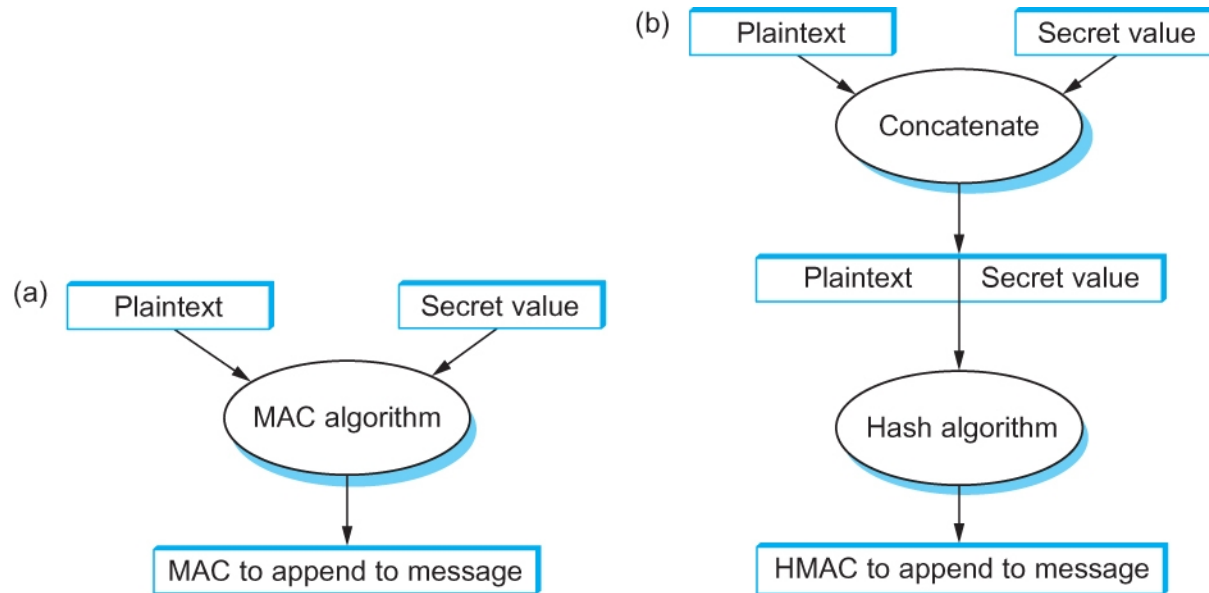 (a)
Plaintext
Secret value
MAC algorithm
MAC to append to message
(b)
Plaintext
Secret value
Concatenate
Plaintext
Secret value
Hash algorithm
HMAC to append to message